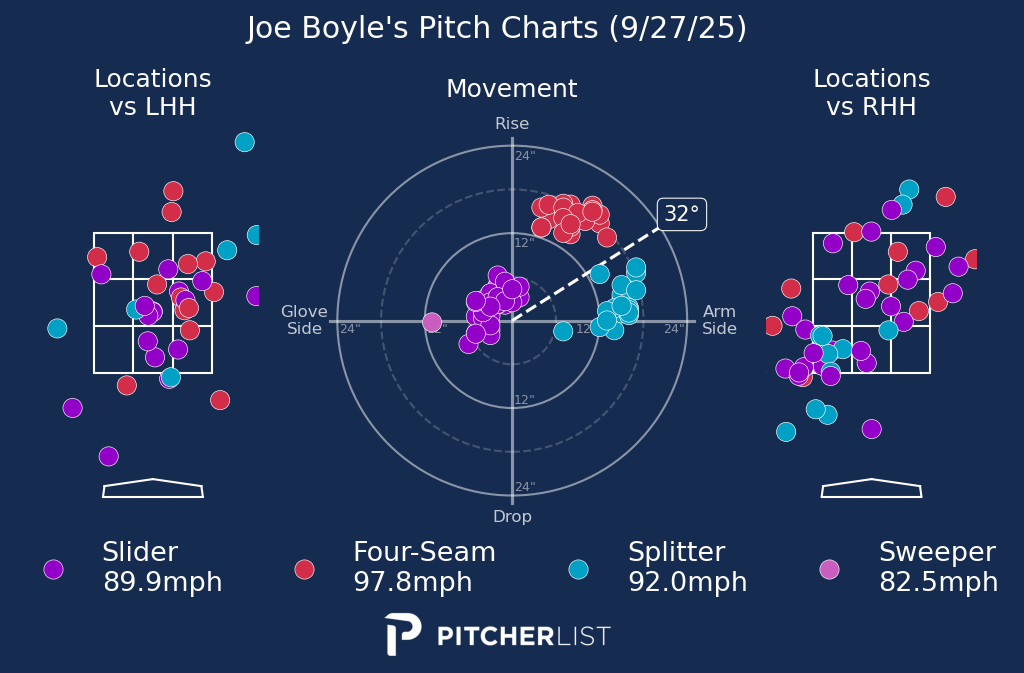 Joe Boyle's Pitch Charts (9/27/25)
Locations
vs LHH
Movement
Locations
vs RHH
Rise
24"
32°
12"
Glove
Side
24"
12"
12"
24"
Arm
Side
12"
24"
Drop
Slider
89.9mph
Four-Seam
97.8mph
Splitter
92.0mph
Sweeper
82.5mph
PITCHERLIST